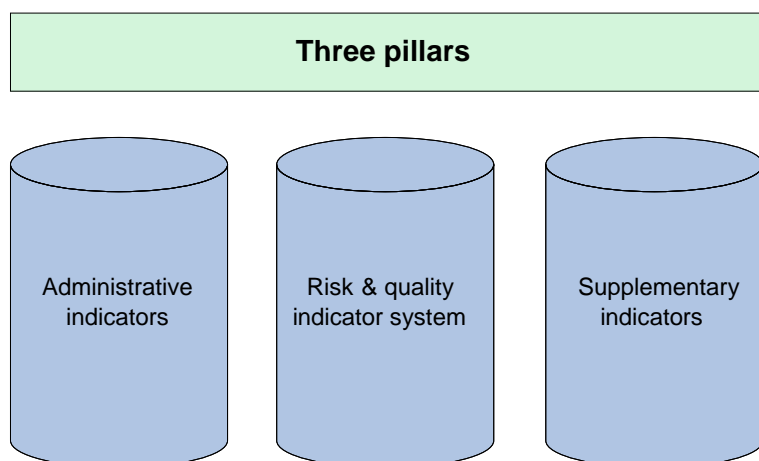 Three pillars
Administrative
indicators
Risk & quality
indicator system
Supplementary
indicators